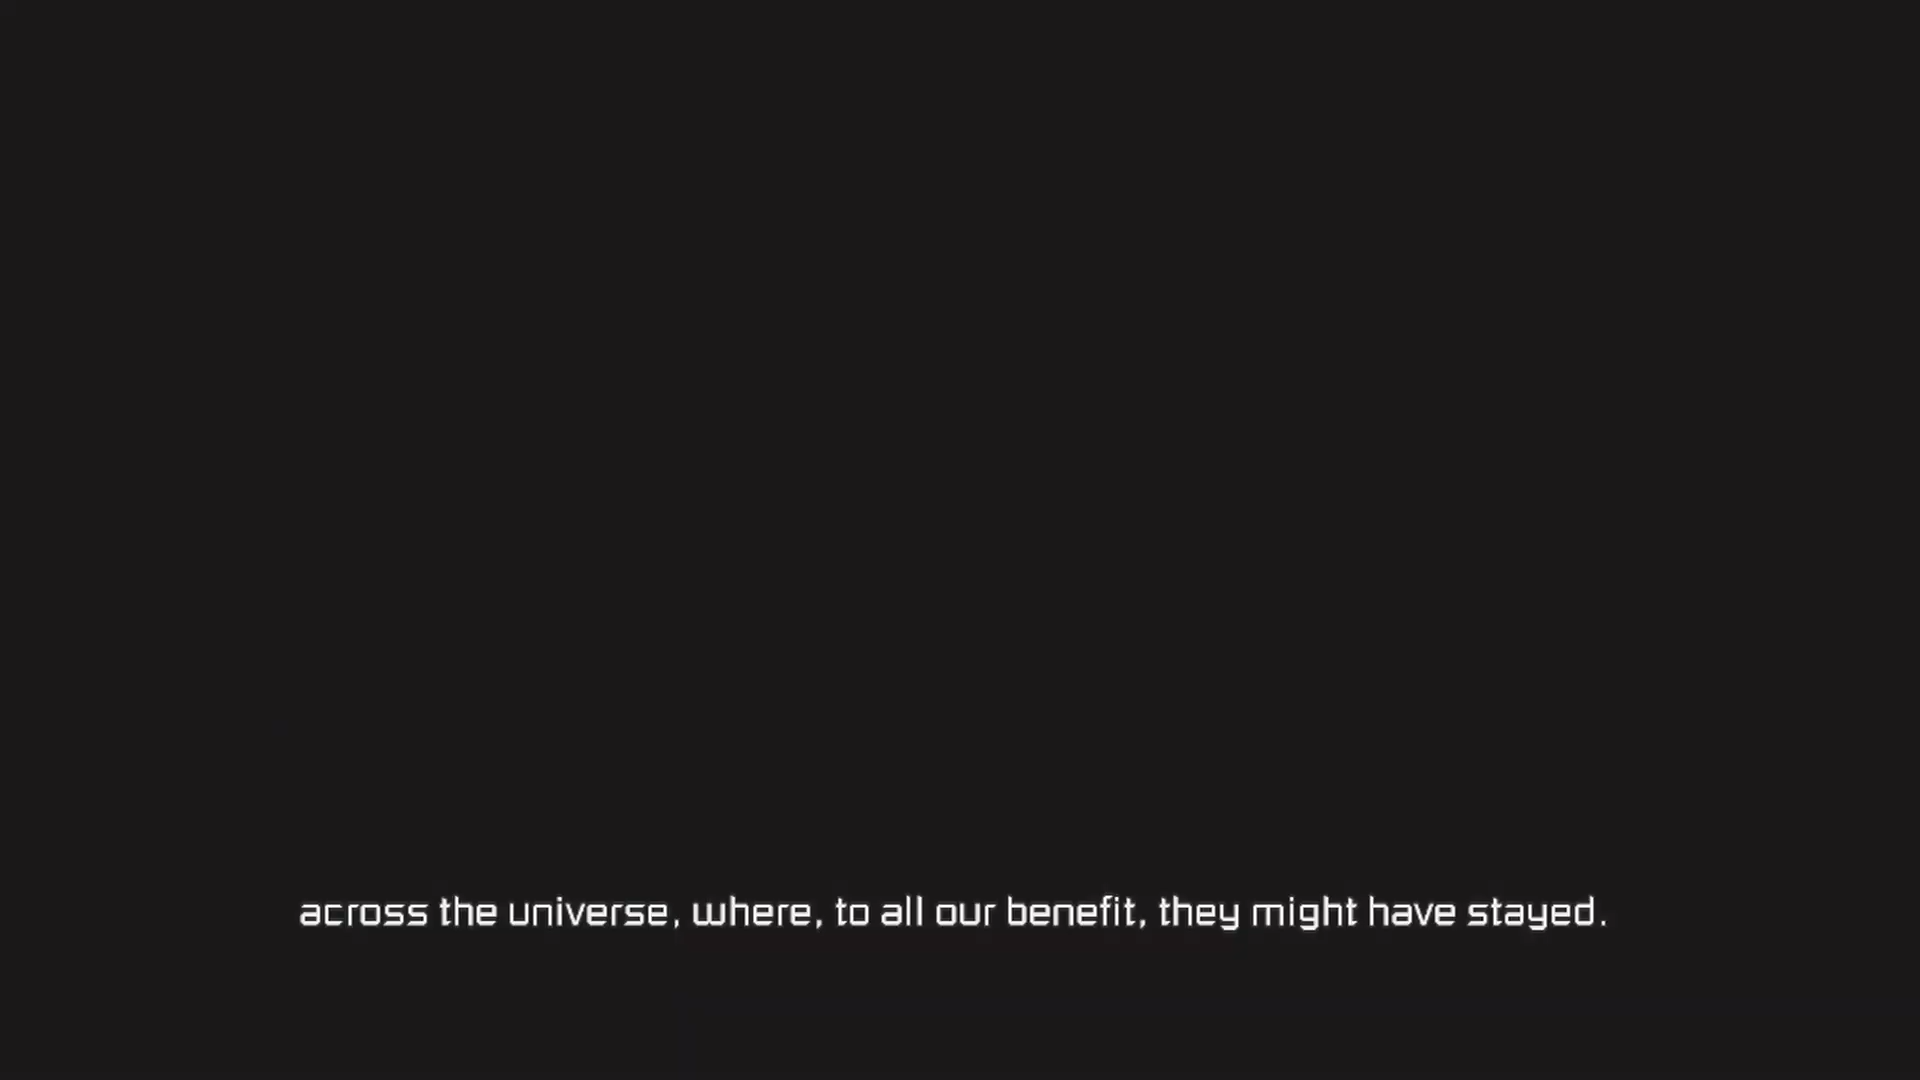 across the universe, where, to all our benefit, they might have stayed.